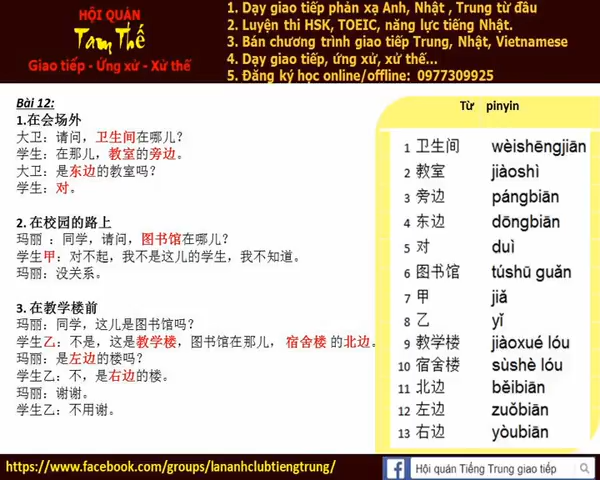 HỘI QUÁN
Tam Thế
Giao tiếp - Ứng xử - Xử thế
1. Dạy giao tiếp phản xạ Anh, Nhật , Trung từ đầu
2. Luyện thi HSK, TOEIC, năng lực tiếng Nhật.
3. Bán chương trình giao tiếp Trung, Nhật, Vietnamese
4. Dạy giao tiếp, ứng xử, xử thế...
5. Đăng ký học online/offline: 0977309925
Bài 12:
1.在会场外
大卫：请问，卫生间在哪儿？
学生：在那儿，教室的旁边。
大卫：是东边的教室吗？
学生：对。
2. 在校园的路上
玛丽 ：同学，请问，图书馆在哪儿？
学生甲：对不起，我不是这儿的学生，我不知道。
玛丽：没关系。
3. 在教学楼前
玛丽：同学，这儿是图书馆吗？
学生乙：不是，这是教学楼，图书馆在那儿， 宿舍楼 的北边。
玛丽：是左边的楼吗？
学生乙：不，是右边的楼。
玛丽：谢谢。
学生乙：不用谢。
Từ pinyin
1 卫生间 wèishēngjiān
2 教室 jiàoshì
3 旁边 pángbiān
4 东边 dōngbiān
5 对 duì
6 图书馆 túshū guǎn
7 甲 jiǎ
8 乙 yǐ
9 教学楼 jiàoxué lóu
10 宿舍楼 sùshè lóu
11 北边 běibiān
12 左边 zuǒbiān
13 右边 yòubiān
https://www.facebook.com/groups/lananhclubtiengtrung/
f Hội quán Tiếng Trung giao tiếp